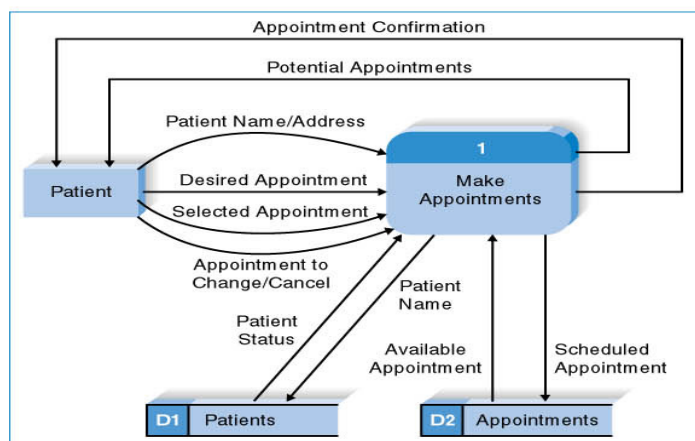 Appointment Confirmation
Potential Appointments
Patient Name/Address
1
Patient
Desired Appointment
Make
Appointments
Selected Appointment
Appointment to
Change/Cancel
Patient
Name
Patient
Status
Available
Appointment
Scheduled
Appointment
D1 Patients
D2 Appointments